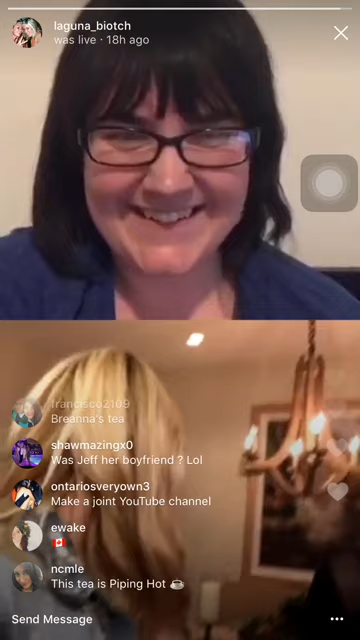 laguna_biotch
was live · 18h ago
francisco2109
Breanna's tea
shawmazingx0
Was Jeff her boyfriend ? Lol
ontariosveryown3
Make a joint YouTube channel
ewake
🇨🇦
ncmle
This tea is Piping Hot ☕
Send Message